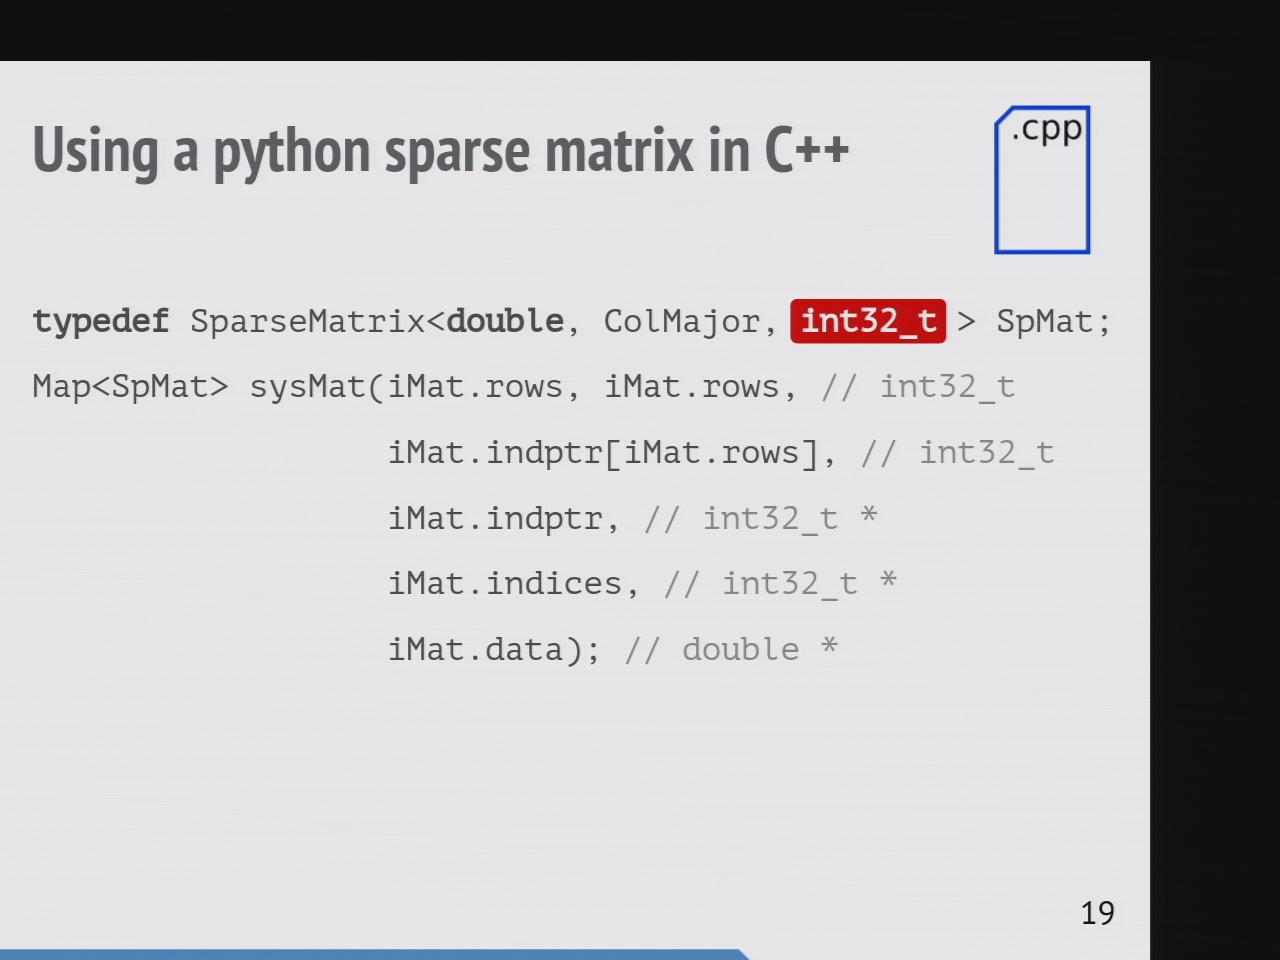 Using a python sparse matrix in C++
.cpp
typedef SparseMatrix<double, ColMajor, int32_t > SpMat;
Map<SpMat> sysMat(iMat.rows, iMat.rows, // int32_t
iMat.indptr[iMat.rows], // int32_t
iMat.indptr, // int32_t *
iMat.indices, // int32_t *
iMat.data); // double *
19